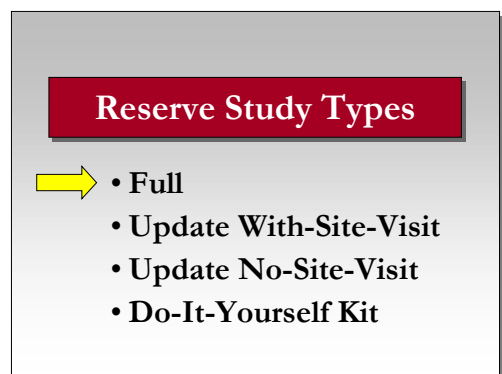 Reserve Study Types
• Full
• Update With-Site-Visit
• Update No-Site-Visit
• Do-It-Yourself Kit